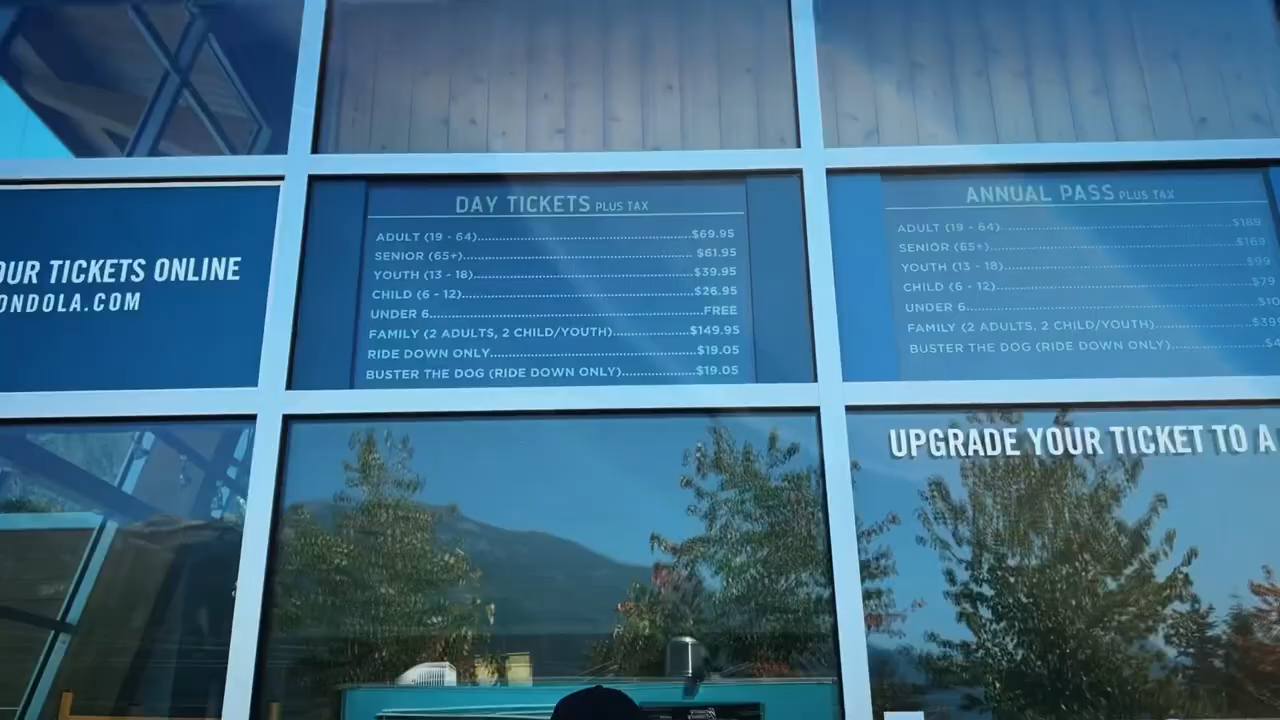 OUR TICKETS ONLINE
ONDOLA.COM
DAY TICKETS PLUS TAX
ADULT (19 - 64)....................$69.95
SENIOR (65+)....................$61.95
YOUTH (13 - 18)....................$39.95
CHILD (6 - 12)....................$26.95
UNDER 6....................FREE
FAMILY (2 ADULTS, 2 CHILD/YOUTH)....................$149.95
RIDE DOWN ONLY....................$19.05
BUSTER THE DOG (RIDE DOWN ONLY)....................$19.05
ANNUAL PASS PLUS TAX
ADULT (19 - 64)....................$189
SENIOR (65+)....................$169
YOUTH (13 - 18)....................$99
CHILD (6 - 12)....................$79
UNDER 6....................$10
FAMILY (2 ADULTS, 2 CHILD/YOUTH)....................$39
BUSTER THE DOG (RIDE DOWN ONLY)....................$4
UPGRADE YOUR TICKET TO A